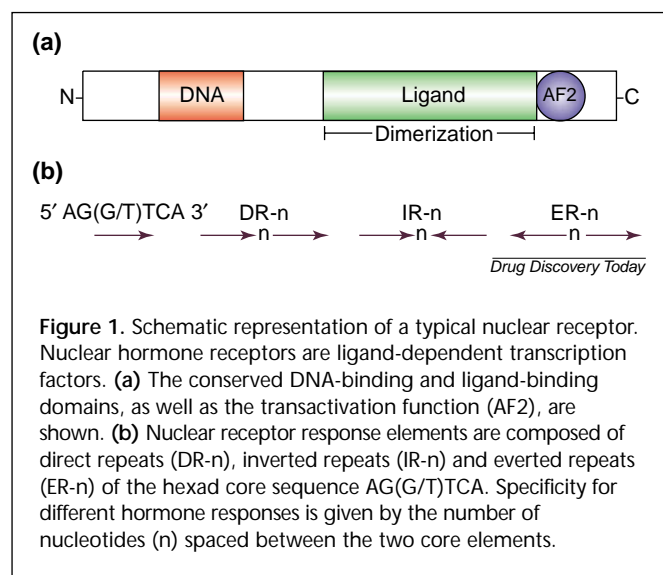 (a)
N- DNA Ligand AF2 -C
Dimerization
(b)
5′ AG(G/T)TCA 3′ DR-n IR-n ER-n
n n n
Drug Discovery Today
Figure 1. Schematic representation of a typical nuclear receptor.
Nuclear hormone receptors are ligand-dependent transcription
factors. (a) The conserved DNA-binding and ligand-binding
domains, as well as the transactivation function (AF2), are
shown. (b) Nuclear receptor response elements are composed of
direct repeats (DR-n), inverted repeats (IR-n) and everted repeats
(ER-n) of the hexad core sequence AG(G/T)TCA. Specificity for
different hormone responses is given by the number of
nucleotides (n) spaced between the two core elements.